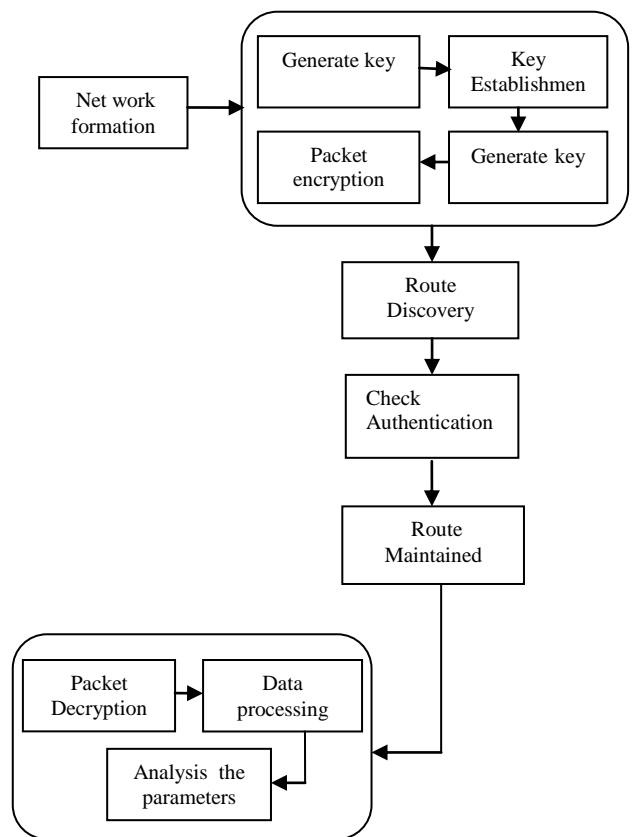 Generate key
Key
Establishmen
Net work
formation
Packet
encryption
Generate key
Route
Discovery
Check
Authentication
Route
Maintained
Packet
Decryption
Data
processing
Analysis the
parameters